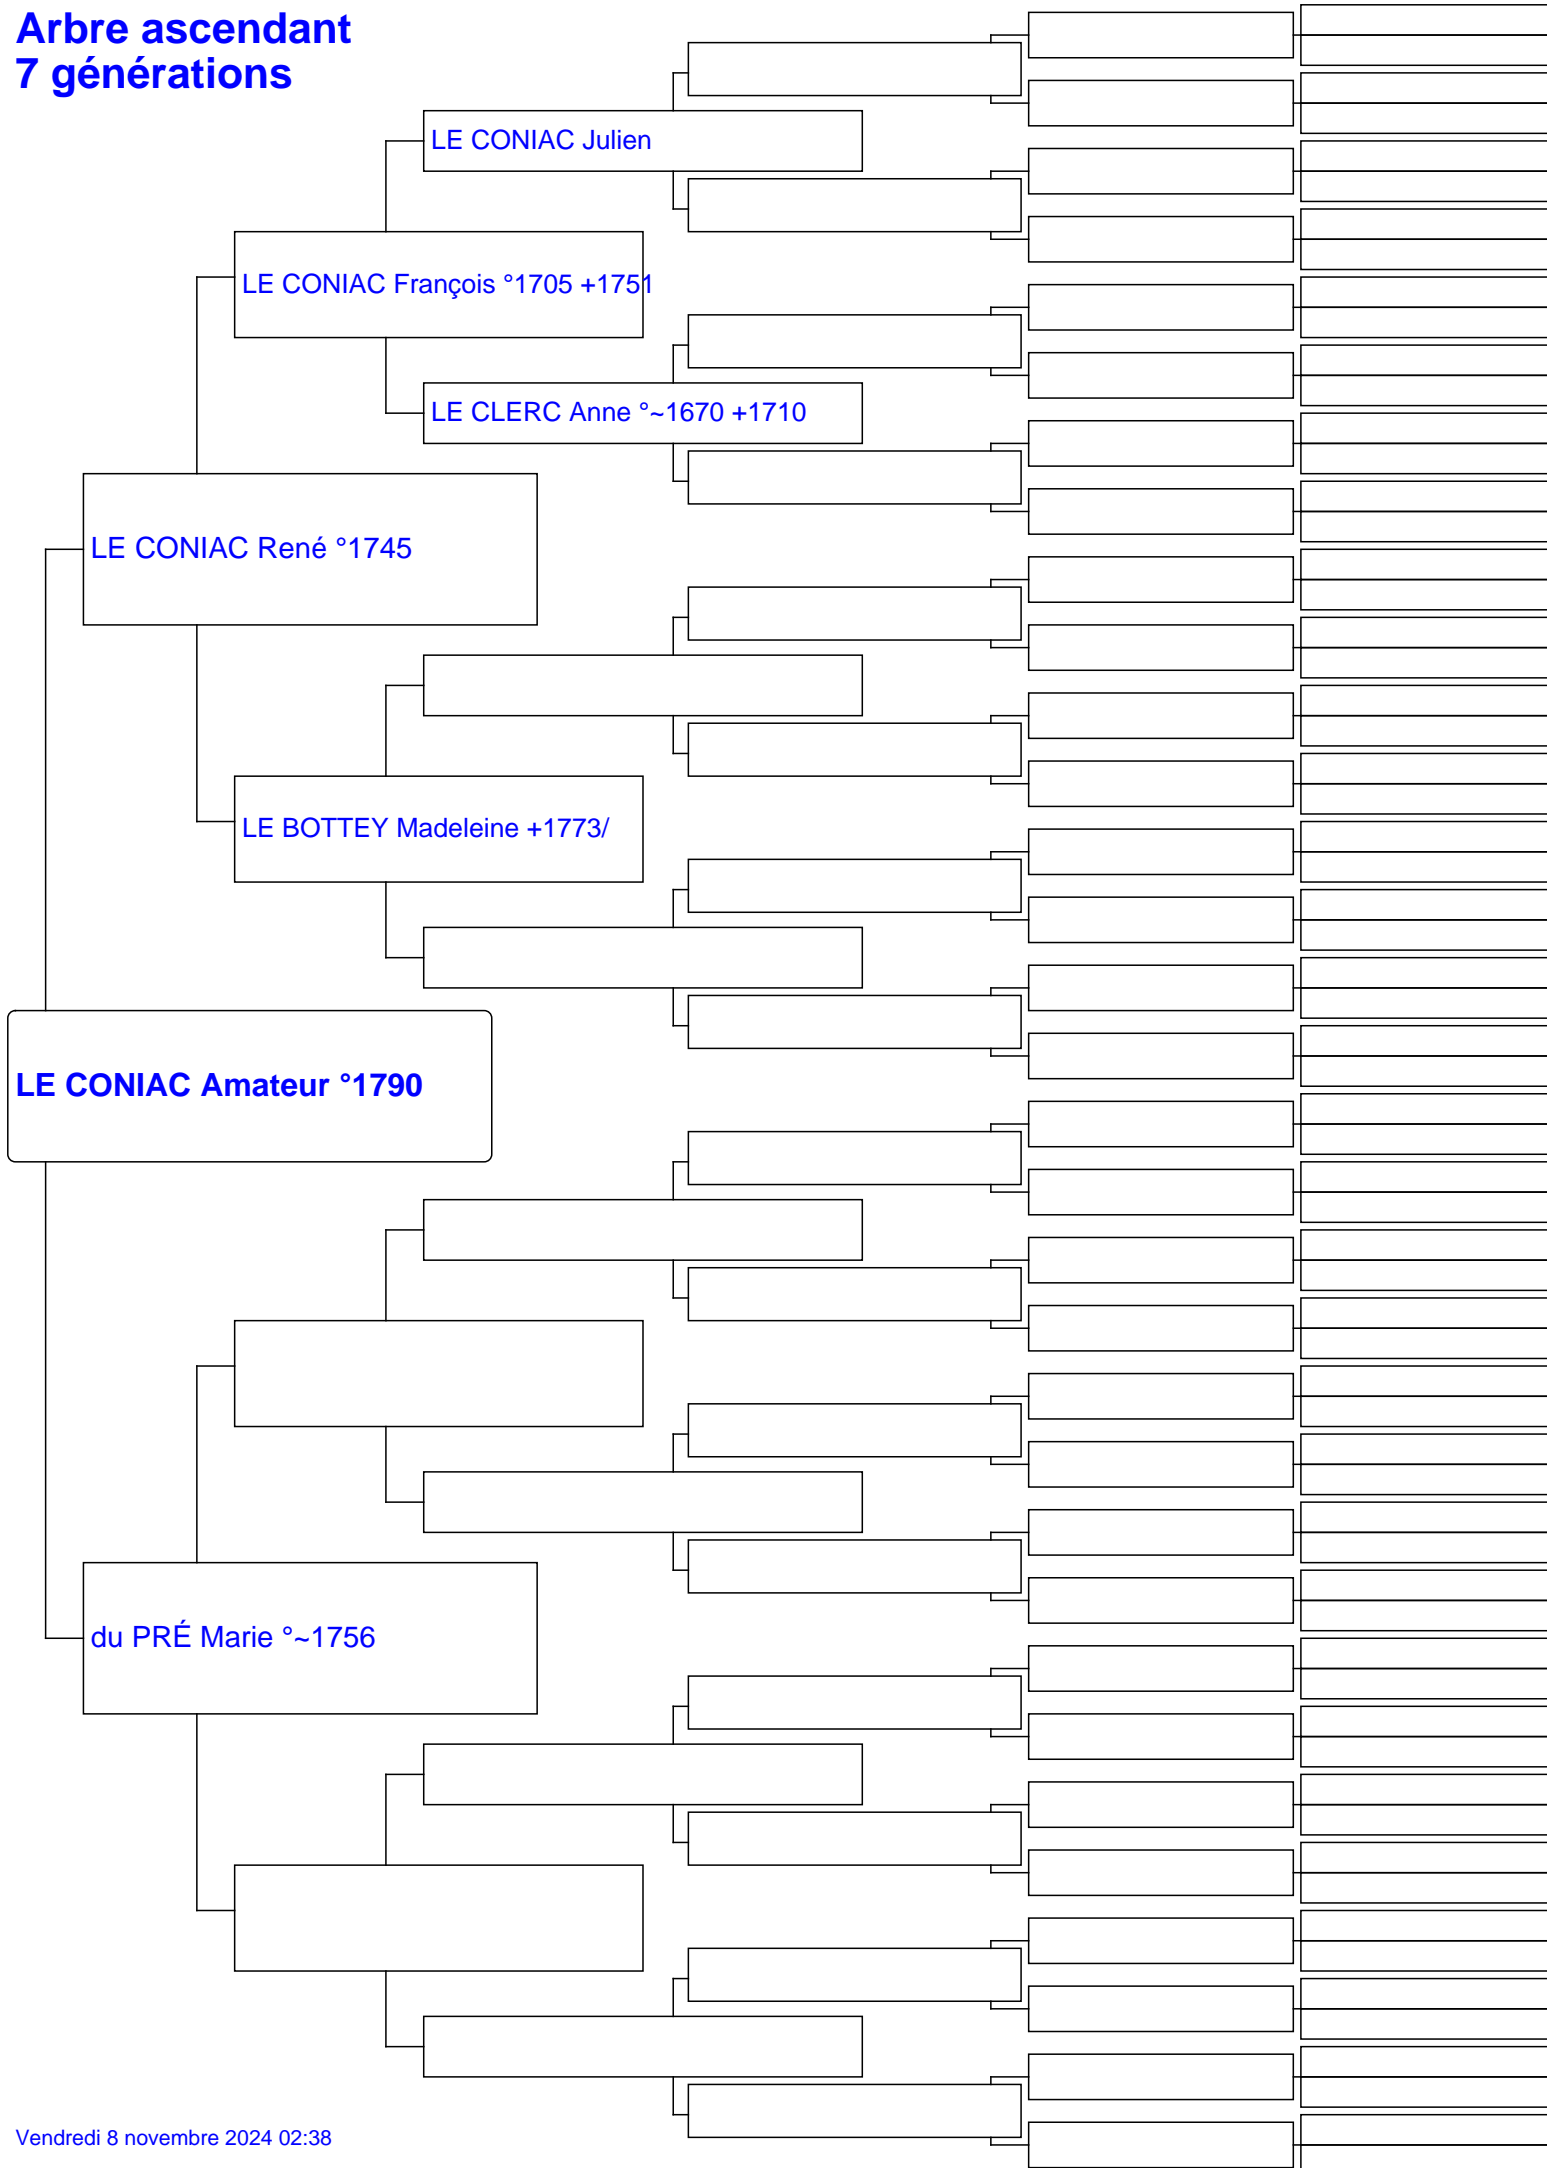 Arbre ascendant
7 générations
LE CONIAC Julien
LE CONIAC François °1705 +1751
LE CLERC Anne °~1670 +1710
LE CONIAC René °1745
LE BOTTEY Madeleine +1773/
LE CONIAC Amateur °1790
du PRÉ Marie °~1756
Vendredi 8 novembre 2024 02:38